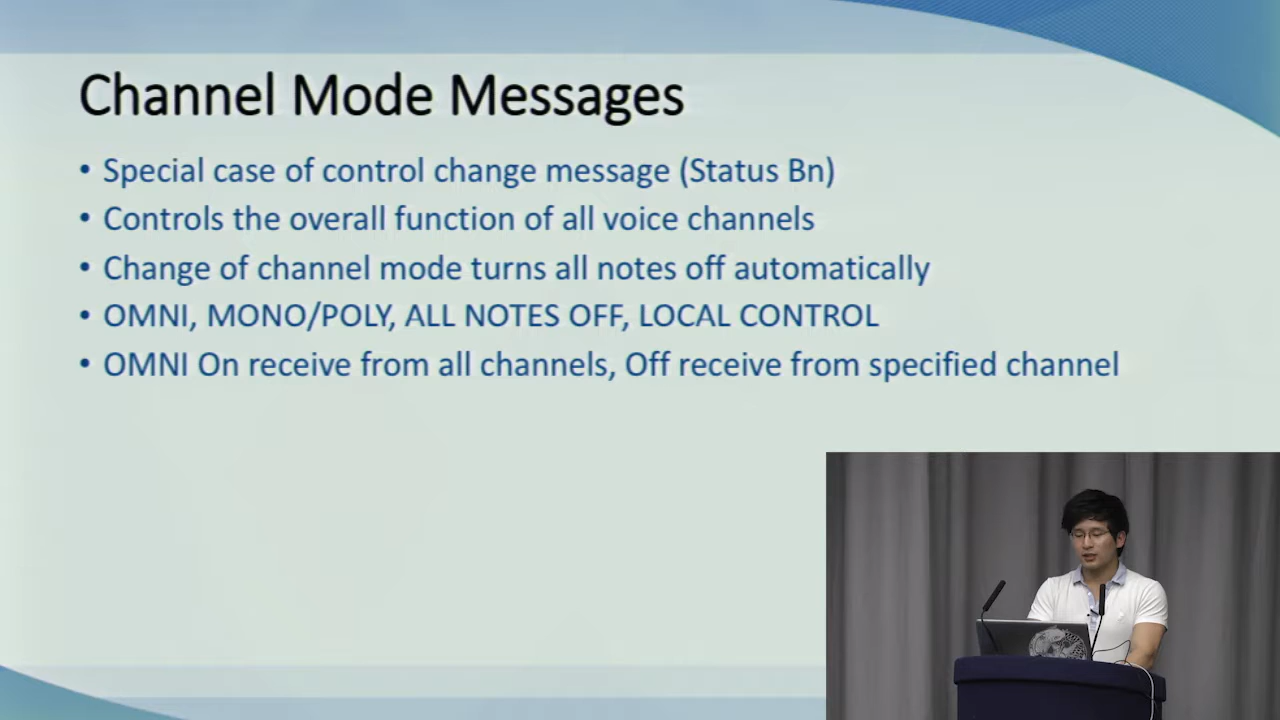 Channel Mode Messages
• Special case of control change message (Status Bn)
• Controls the overall function of all voice channels
• Change of channel mode turns all notes off automatically
• OMNI, MONO/POLY, ALL NOTES OFF, LOCAL CONTROL
• OMNI On receive from all channels, Off receive from specified channel